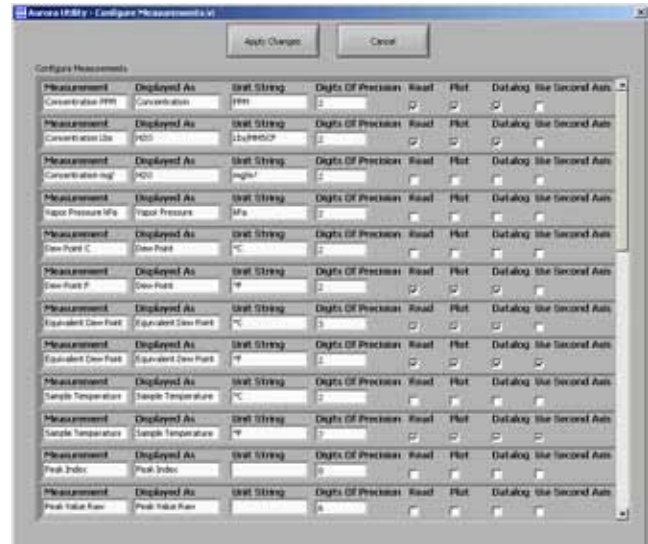 Aurora Utility - Configure Measurements.vi
Apply Changes Cancel
Configure Measurements
Measurement Displayed As Unit String Digits Of Precision Read Plot Datalog Use Second Axis
Concentration PPM Concentration PPM 2
Measurement Displayed As Unit String Digits Of Precision Read Plot Datalog Use Second Axis
Concentration Lbs H2O Lbs/MMSCF 2
Measurement Displayed As Unit String Digits Of Precision Read Plot Datalog Use Second Axis
Concentration mg/ H2O 2
Measurement Displayed As Unit String Digits Of Precision Read Plot Datalog Use Second Axis
Vapor Pressure kPa Vapor Pressure kPa 2
Measurement Displayed As Unit String Digits Of Precision Read Plot Datalog Use Second Axis
Dew Point C Dew Point °C 2
Measurement Displayed As Unit String Digits Of Precision Read Plot Datalog Use Second Axis
Dew Point F Dew Point °F 2
Measurement Displayed As Unit String Digits Of Precision Read Plot Datalog Use Second Axis
Equivalent Dew Point Equivalent Dew Point °C
Measurement Displayed As Unit String Digits Of Precision Read Plot Datalog Use Second Axis
Equivalent Dew Point Equivalent Dew Point °F 2
Measurement Displayed As Unit String Digits Of Precision Read Plot Datalog Use Second Axis
Sample Temperature Sample Temperature °C 2
Measurement Displayed As Unit String Digits Of Precision Read Plot Datalog Use Second Axis
Sample Temperature Sample Temperature °F
Measurement Displayed As Unit String Digits Of Precision Read Plot Datalog Use Second Axis
Peak Index Peak Index
Measurement Displayed As Unit String Digits Of Precision Read Plot Datalog Use Second Axis
Peak Value Raw Peak Value Raw